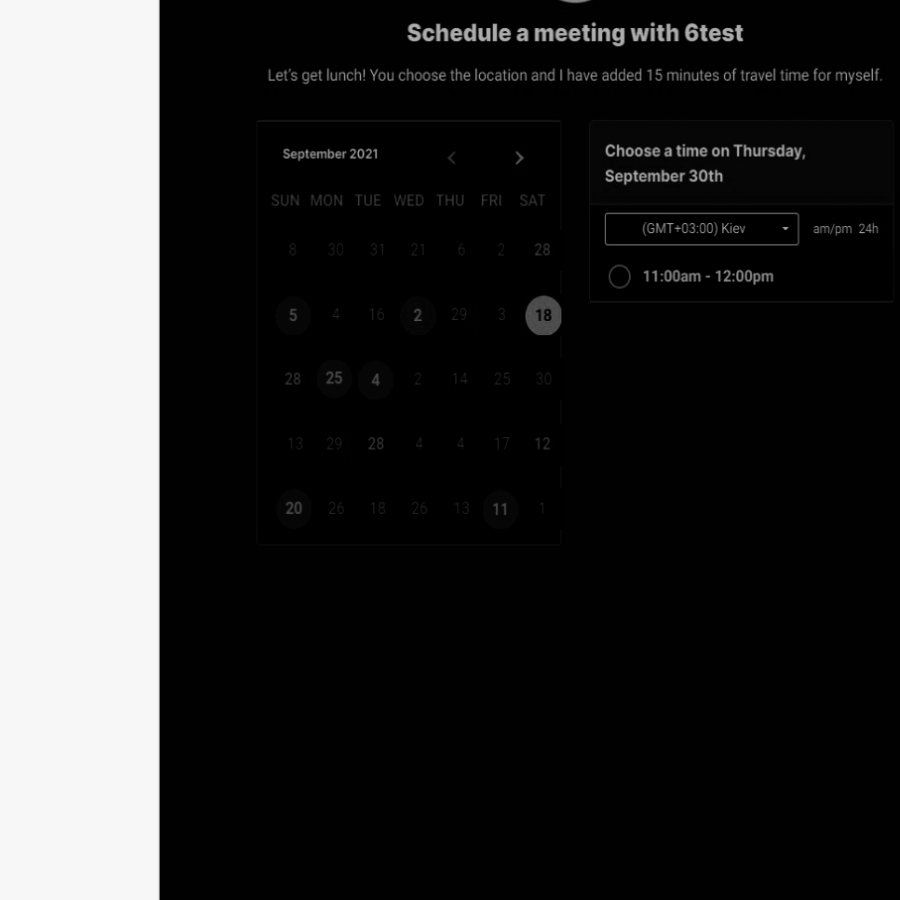 Schedule a meeting with 6test
Let's get lunch! You choose the location and I have added 15 minutes of travel time for myself.
September 2021
SUN MON TUE WED THU FRI SAT
8 30 31 21 6 2 28
5 4 16 2 29 3 18
28 25 4 2 14 25 30
13 29 28 4 4 17 12
20 26 18 26 13 11 1
Choose a time on Thursday,
September 30th
(GMT+03:00) Kiev am/pm 24h
11:00am - 12:00pm